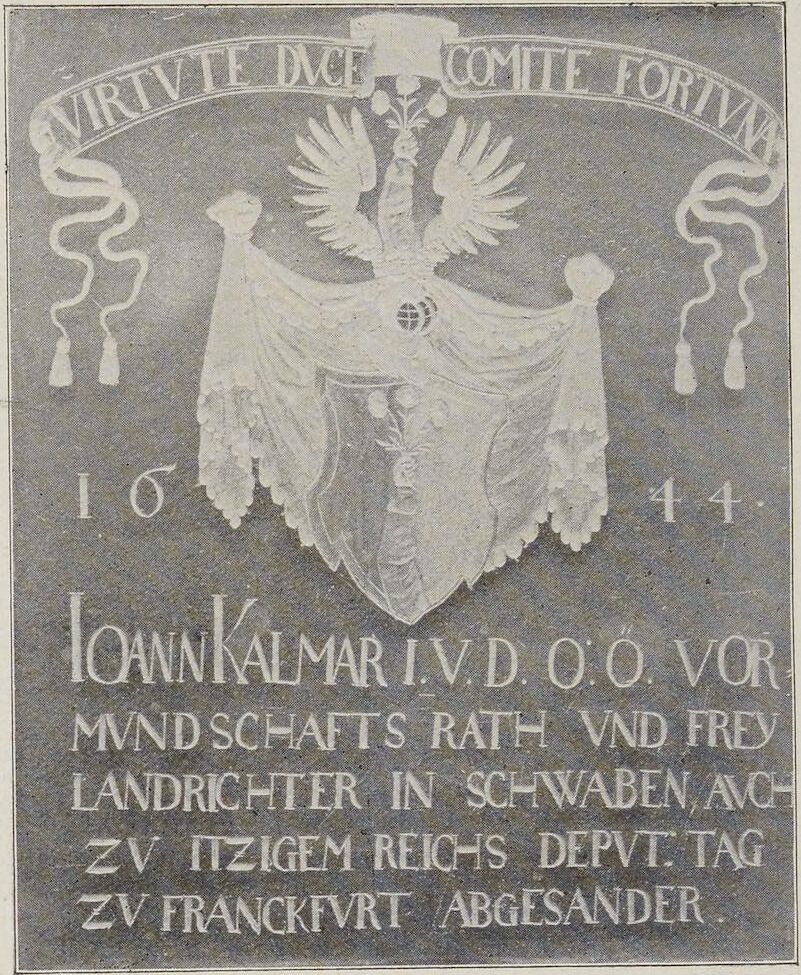 VIRTVTE DVCE COMITE FORTVNA
16 44.
IOANN KALMAR I.V.D. O: Ö. VOR-
MVNDSCHAFTS RATH VND FREY
LANDRICHTER IN SCHWABEN, AVCH
ZV ITZIGEM REICHS DEPVT: TAG
ZV FRANCKFVRT ABGESANDER.